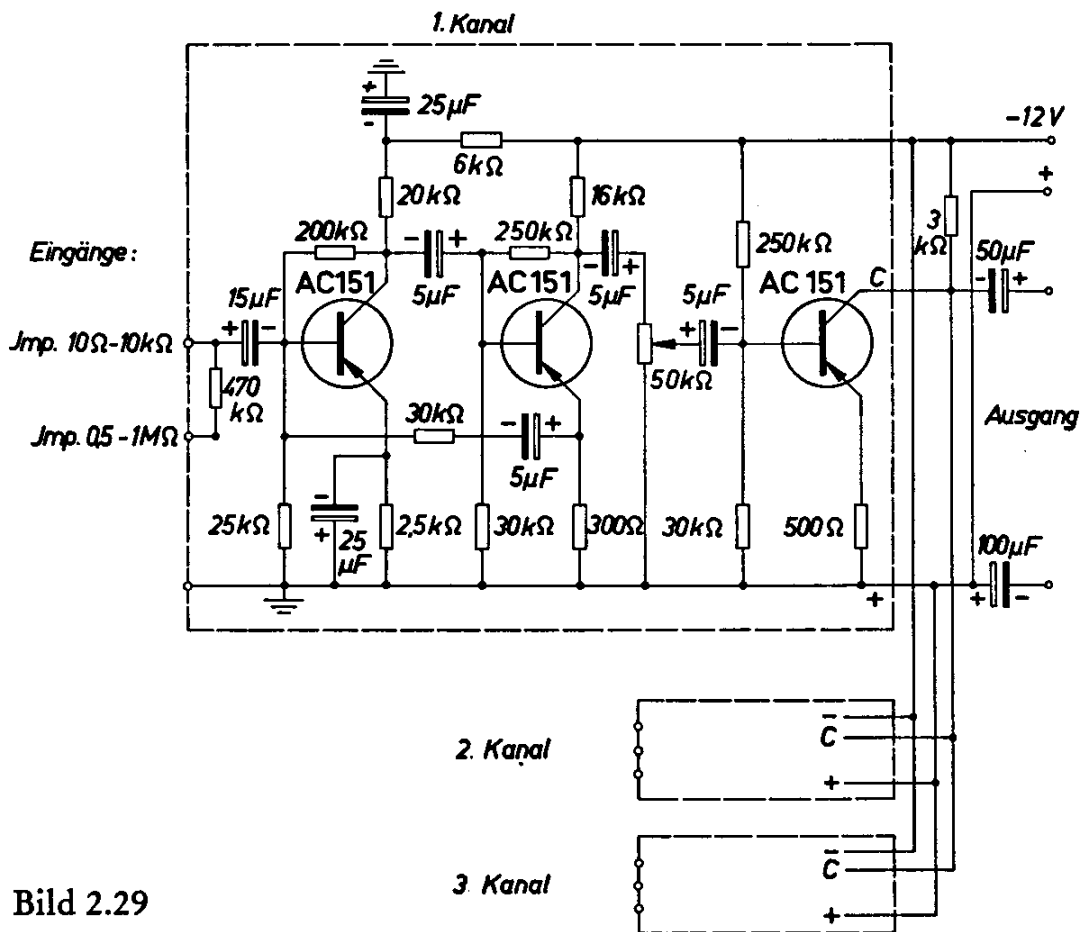 1. Kanal
+
-
25µF
-12V
6kΩ
+
20kΩ
16kΩ
3
kΩ
200kΩ
250kΩ
250kΩ
50µF
Eingänge:
- +
- +
- +
AC151
5µF
AC151
5µF
5µF
AC151
C
15µF
+ -
+ -
Jmp. 10Ω-10kΩ
50kΩ
470
kΩ
30kΩ
- +
Ausgang
Jmp. 0,5-1MΩ
5µF
-
25kΩ
+
25
µF
2,5kΩ
30kΩ
300Ω
30kΩ
500Ω
100µF
+
+ -
-
C
2. Kanal
+
-
C
3. Kanal
+
Bild 2.29